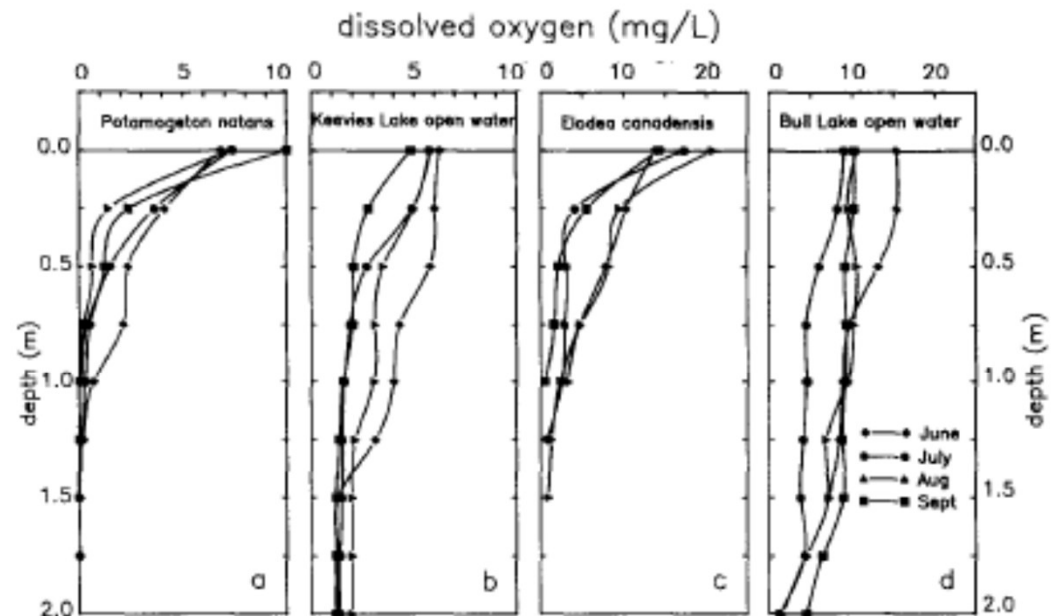 dissolved oxygen (mg/L)
0 5 10 0 5 10 0 10 20 0 10 20
Potamogeton natans Keevies Lake open water Elodea canadensis Bull Lake open water
0.0 0.0
0.5 0.5
depth (m) depth (m)
1.0 1.0
June
July
Aug
1.5 Sept 1.5
a b c d
2.0 2.0